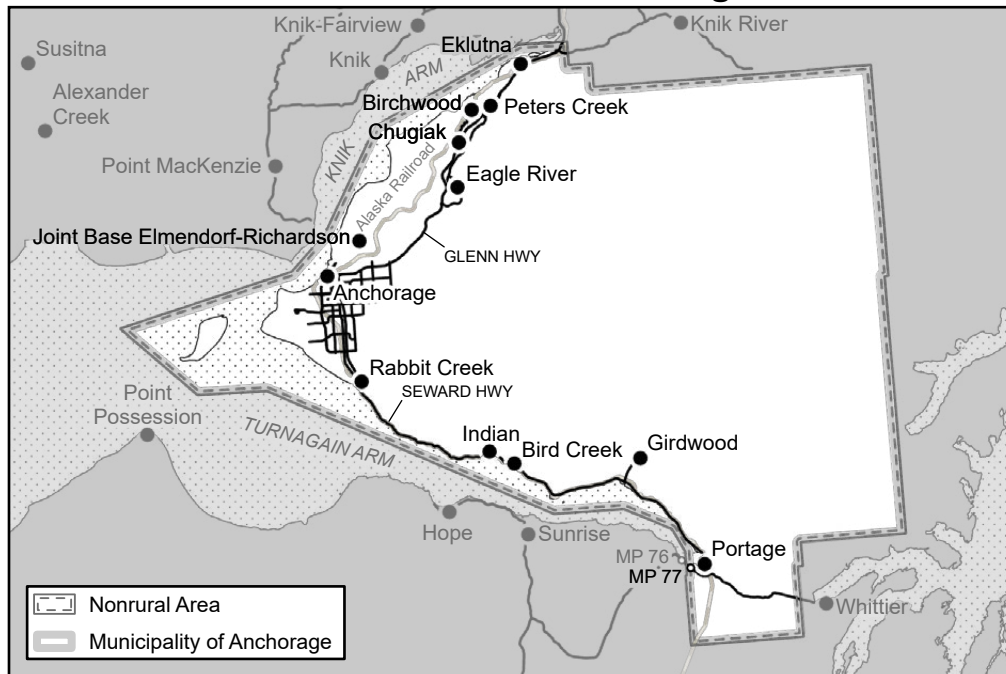 Knik-Fairview
Knik River
Susitna
Eklutna
Knik
ARM
Alexander
Creek
Birchwood
Peters Creek
Chugiak
Point MacKenzie
KNIK
Eagle River
Alaska Railroad
Joint Base Elmendorf-Richardson
GLENN HWY
Anchorage
Rabbit Creek
SEWARD HWY
Point
Possession
TURNAGAIN ARM
Indian
Bird Creek
Girdwood
Hope
Sunrise
Portage
MP 76
MP 77
Whittier
Nonrural Area
Municipality of Anchorage